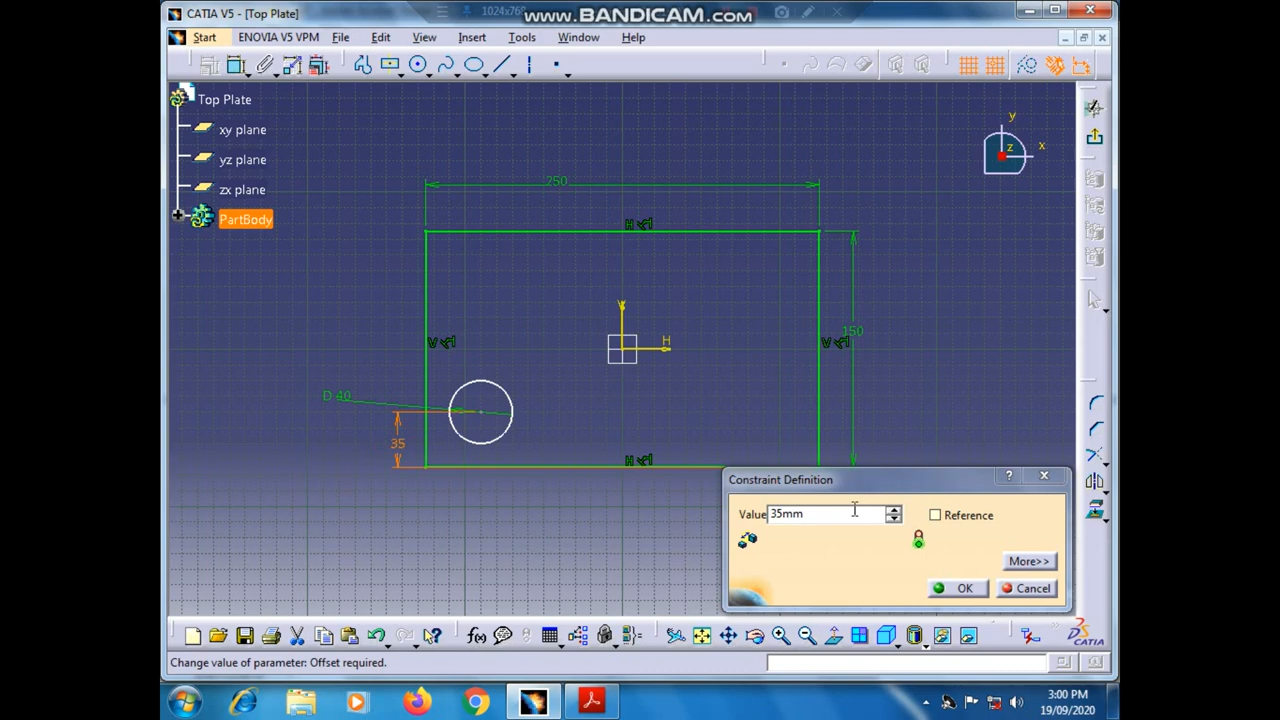 CATIA V5 - [Top Plate]
1024x768
www.BANDICAM.com
Start ENOVIA V5 VPM File Edit View Insert Tools Window Help
Top Plate
xy plane
yz plane
zx plane
PartBody
y
x
z
250
H
V
V
150
V
H
D 40
35
H
Constraint Definition
Value 35mm
Reference
More>>
OK Cancel
f(x)
CATIA
Change value of parameter: Offset required.
3:00 PM
19/09/2020